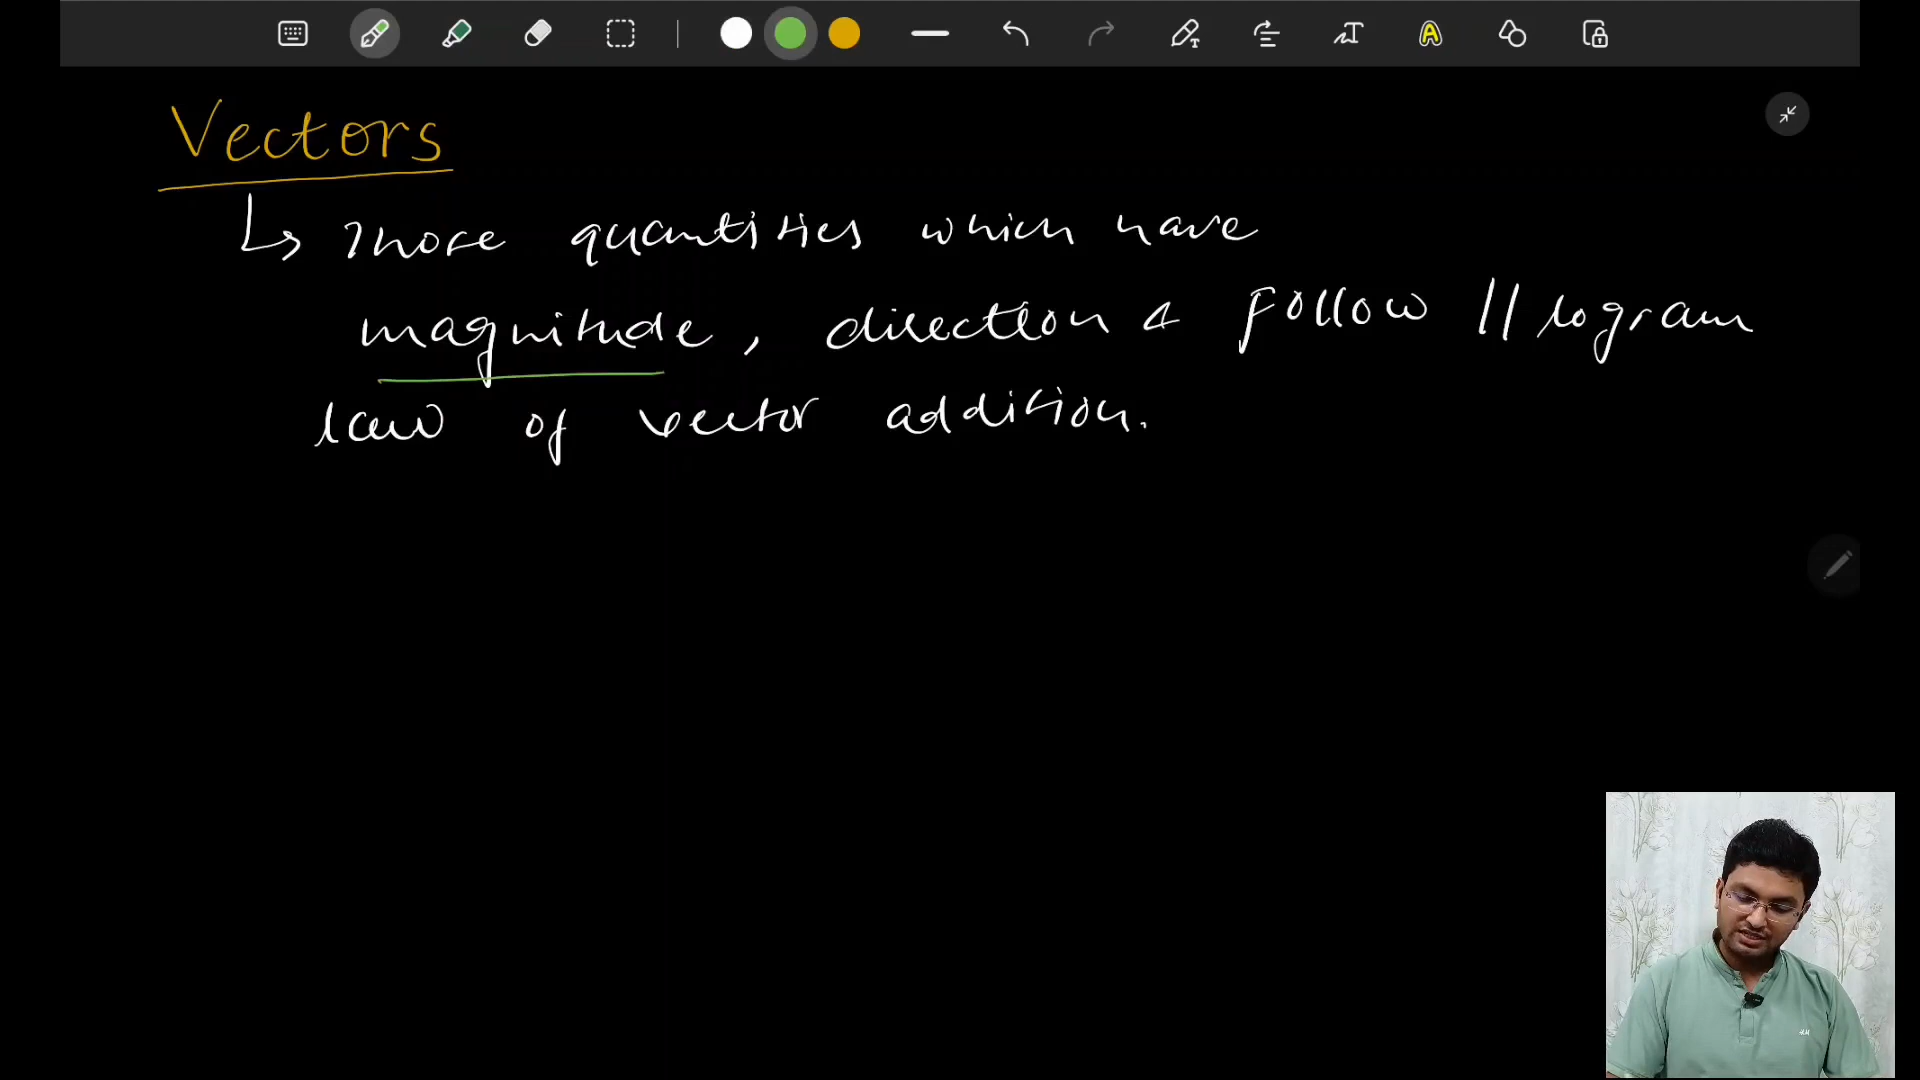 Vectors
↳ those quantities which have
magnitude, direction & follow ||logram
law of vector addition.